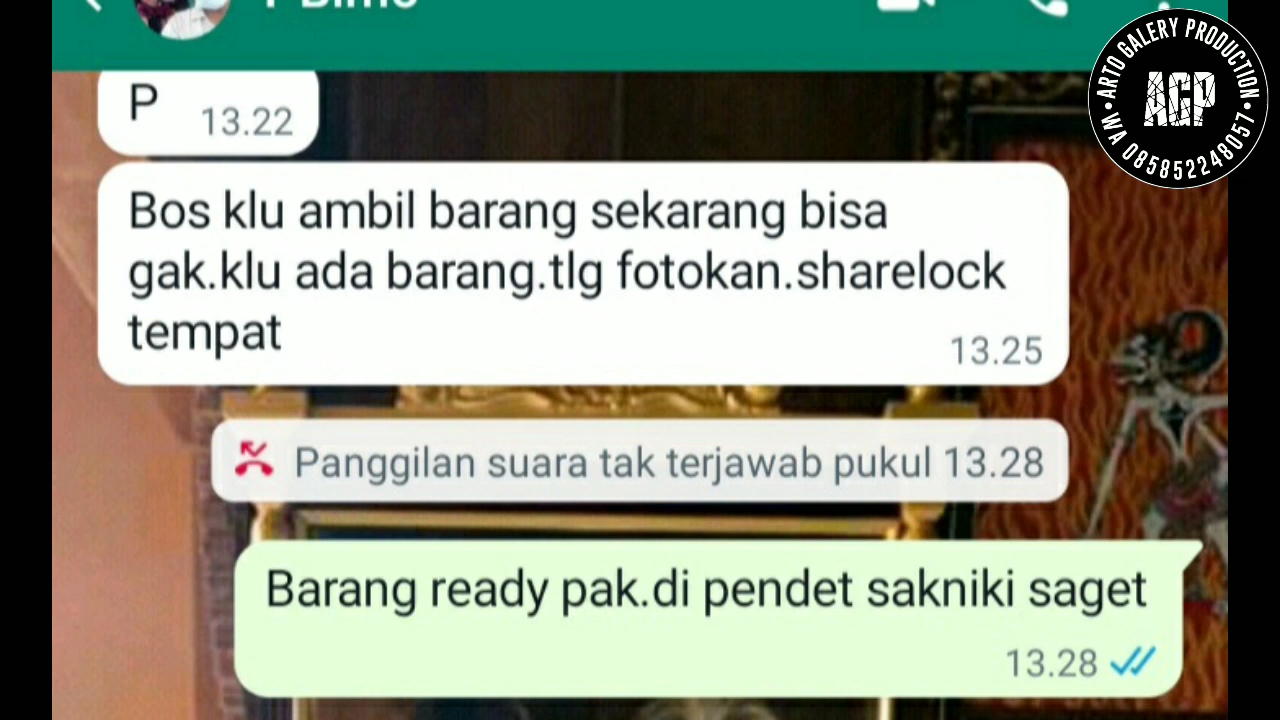 P
13.22
Bos klu ambil barang sekarang bisa
gak.klu ada barang.tlg fotokan.sharelock
tempat
13.25
Panggilan suara tak terjawab pukul 13.28
Barang ready pak.di pendet sakniki saget
13.28
ARTO GALERY PRODUCTION
AGP
WA 085852248057